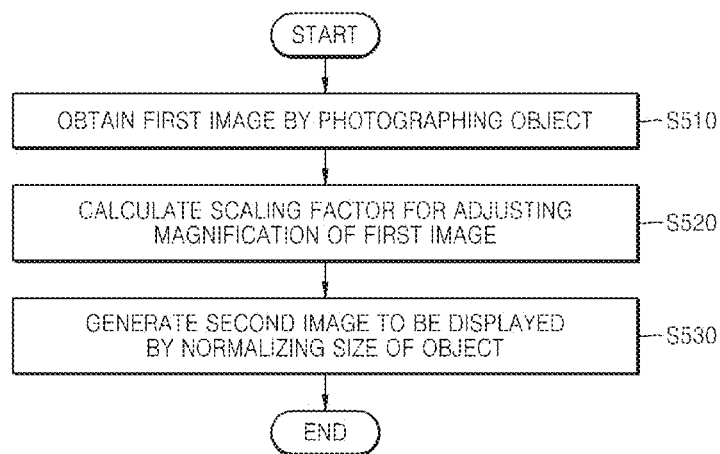 START
OBTAIN FIRST IMAGE BY PHOTOGRAPHING OBJECT
S510
CALCULATE SCALING FACTOR FOR ADJUSTING
MAGNIFICATION OF FIRST IMAGE
S520
GENERATE SECOND IMAGE TO BE DISPLAYED
BY NORMALIZING SIZE OF OBJECT
S530
END